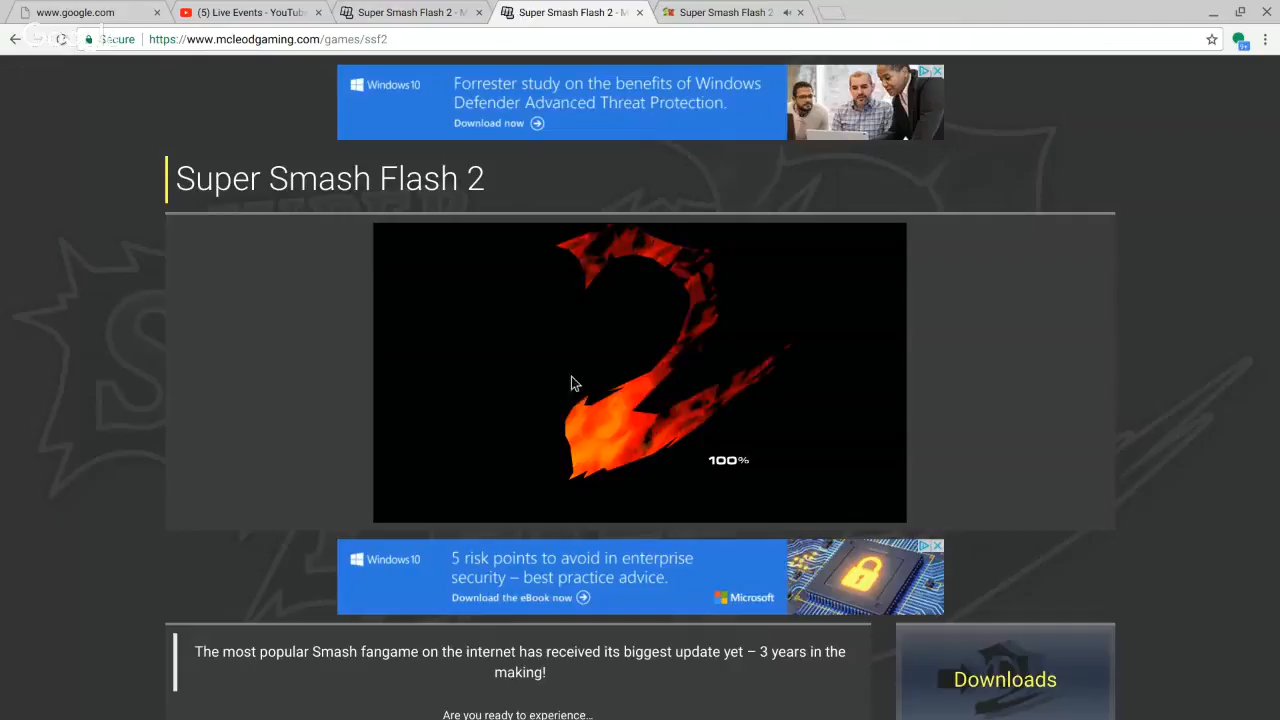 www.google.com
(5) Live Events - YouTub
Super Smash Flash 2 - M
Super Smash Flash 2 - M
Super Smash Flash 2
Secure https://www.mcleodgaming.com/games/ssf2
9+
Windows10
Forrester study on the benefits of Windows
Defender Advanced Threat Protection.
Download now
Super Smash Flash 2
2
100%
Windows10
5 risk points to avoid in enterprise
security – best practice advice.
Download the eBook now
Microsoft
The most popular Smash fangame on the internet has received its biggest update yet – 3 years in the
making!
Downloads
Are you ready to experience...